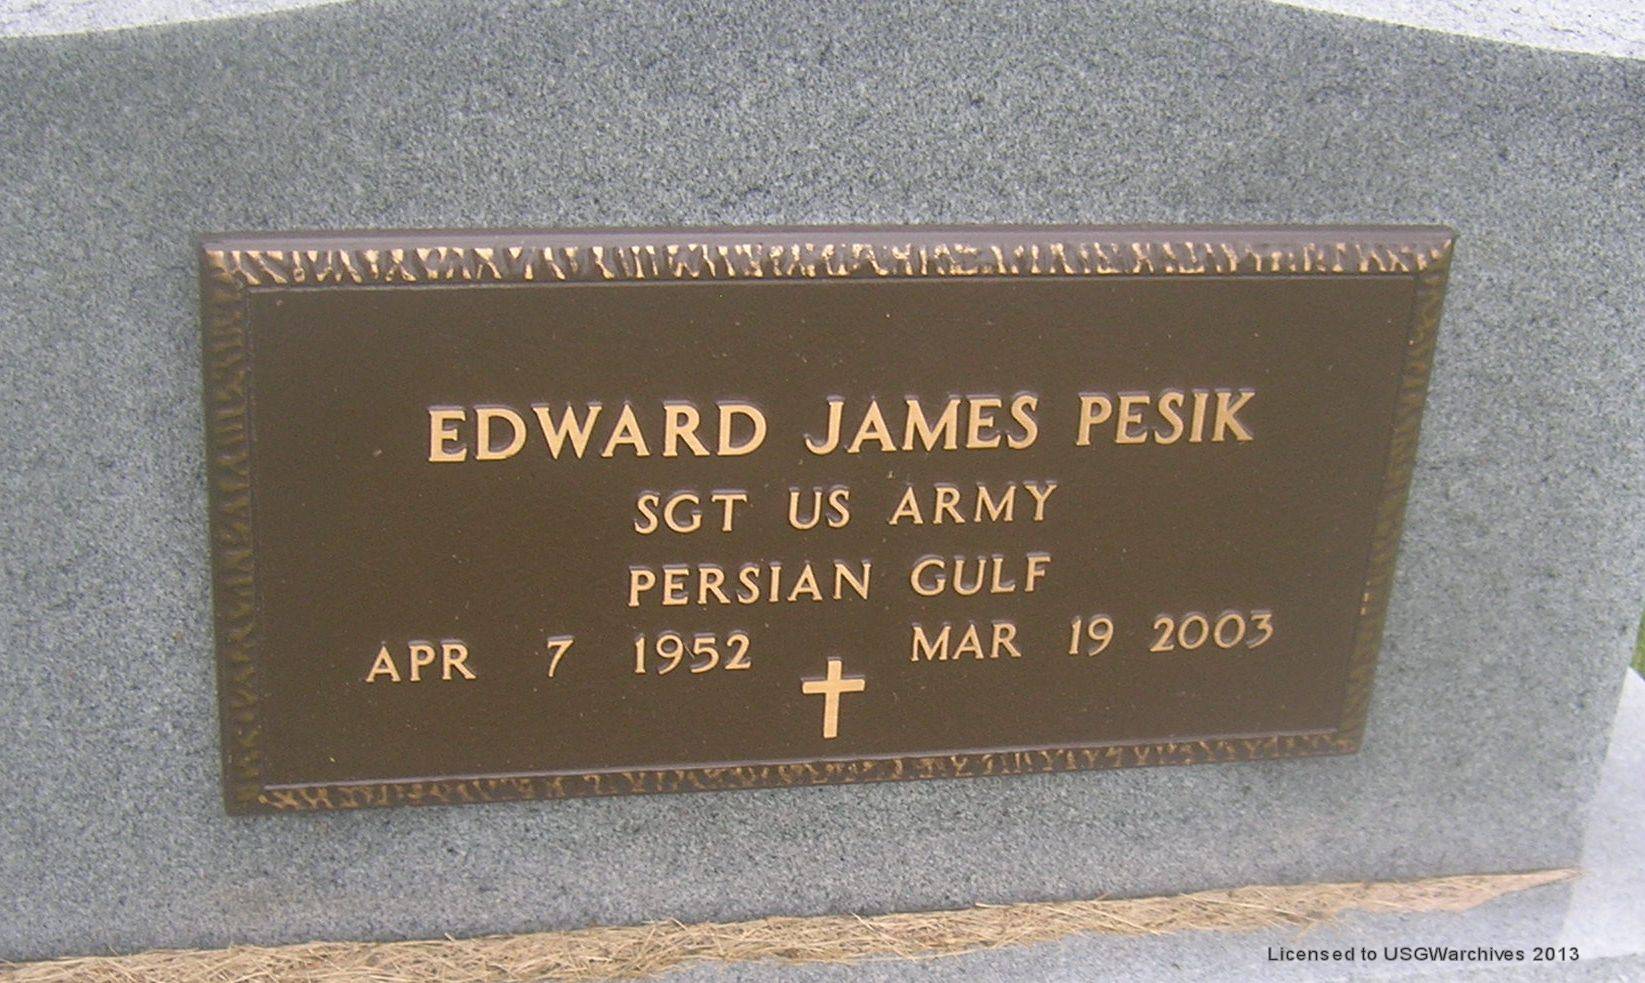 EDWARD JAMES PESIK
SGT US ARMY
PERSIAN GULF
APR 7 1952 MAR 19 2003
Licensed to USGWarchives 2013